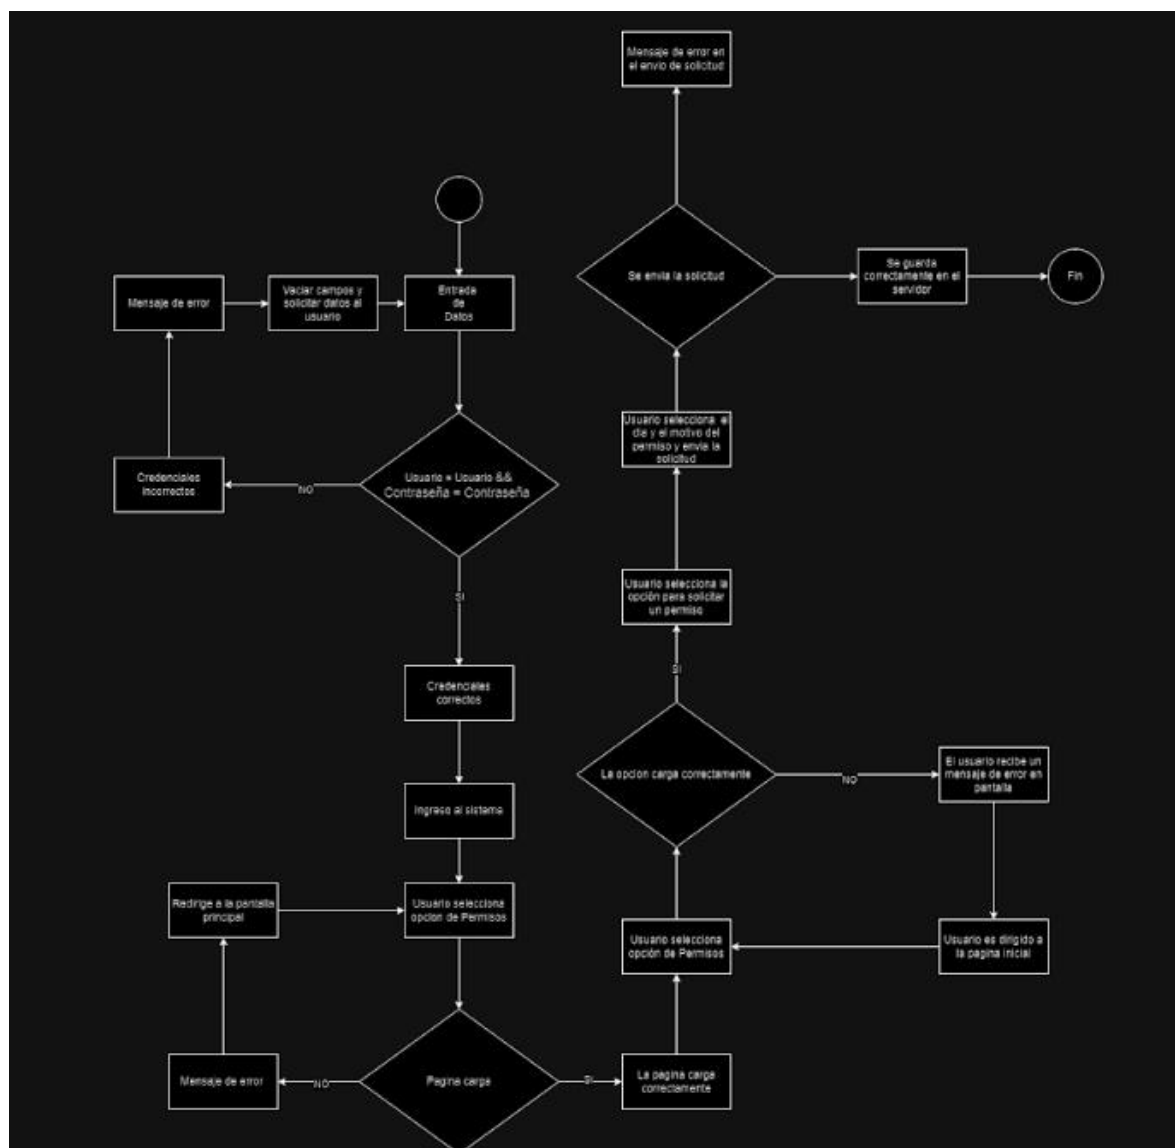 Mensaje de error en
el envio de solicitud
Se envia la solicitud
Se guarda
correctamente en el
servidor
Fin
Mensaje de error
Vaciar campos y
solicitar datos al
usuario
Entrada
de
Datos
Usuario selecciona el
dia y el motivo del
permiso y envia la
solicitud
Credenciales
incorrectos
NO
Usuario = Usuario &&
Contraseña = Contraseña
SI
Usuario selecciona la
opción para solicitar
un permiso
SI
Credenciales
correctos
La opcion carga correctamente
NO
El usuario recibe un
mensaje de error en
pantalla
Ingreso al sistema
Redirige a la pantalla
principal
Usuario selecciona
opcion de Permisos
Usuario selecciona
opción de Permisos
Usuario es dirigido a
la pagina inicial
Mensaje de error
NO
Pagina carga
SI
La pagina carga
correctamente